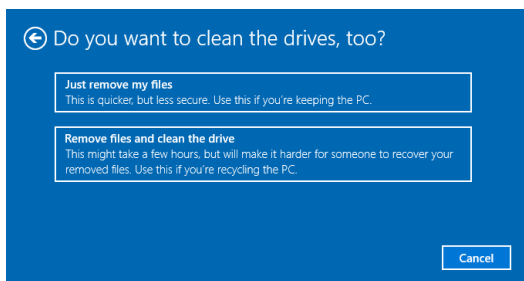 Do you want to clean the drives, too?
Just remove my files
This is quicker, but less secure. Use this if you're keeping the PC.
Remove files and clean the drive
This might take a few hours, but will make it harder for someone to recover your
removed files. Use this if you're recycling the PC.
Cancel